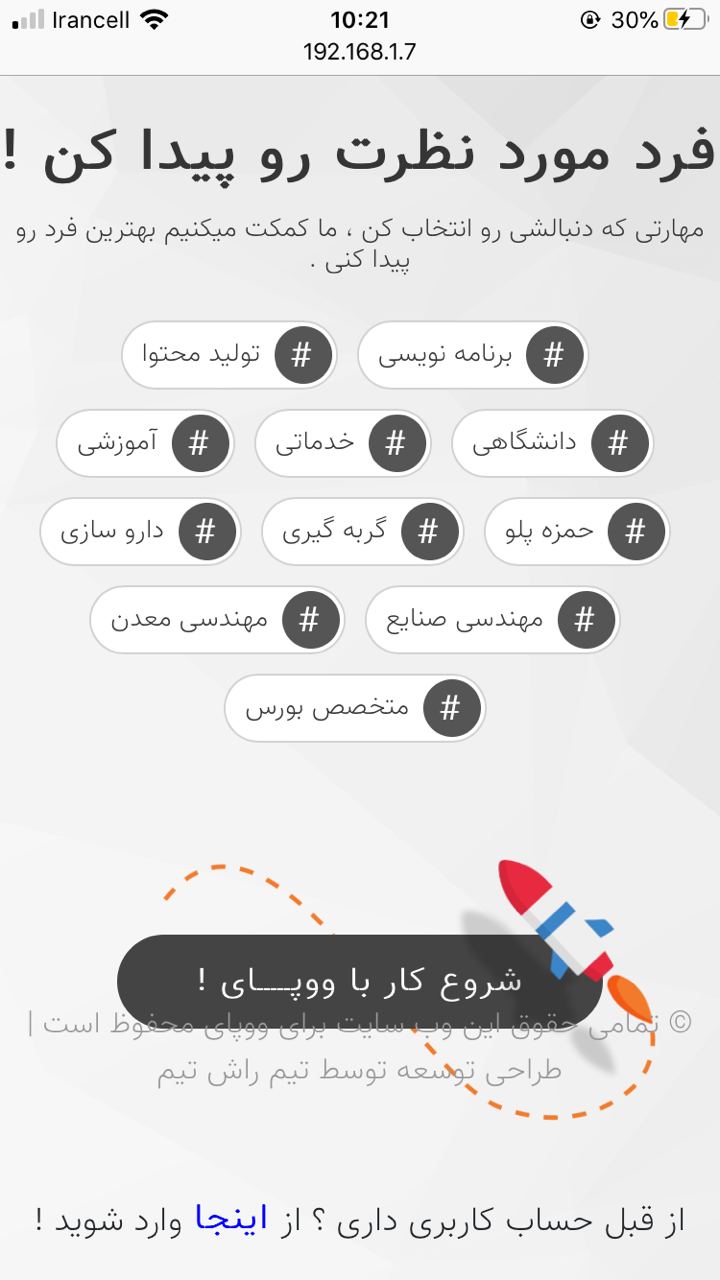 Irancell 10:21 30%
192.168.1.7
فرد مورد نظرت رو پیدا کن !
مهارتی که دنبالشی رو انتخاب کن ، ما کمکت میکنیم بهترین فرد رو
پیدا کنی .
# برنامه نویسی # تولید محتوا
# دانشگاهی # خدماتی # آموزشی
# حمزه پلو # گربه گیری # دارو سازی
# مهندسی صنایع # مهندسی معدن
# متخصص بورس
شروع کار با ووپــــای !
© تمامی حقوق این وب سایت برای ووپای محفوظ است |
طراحی توسعه توسط تیم راش تیم
از قبل حساب کاربری داری ؟ از اینجا وارد شوید !